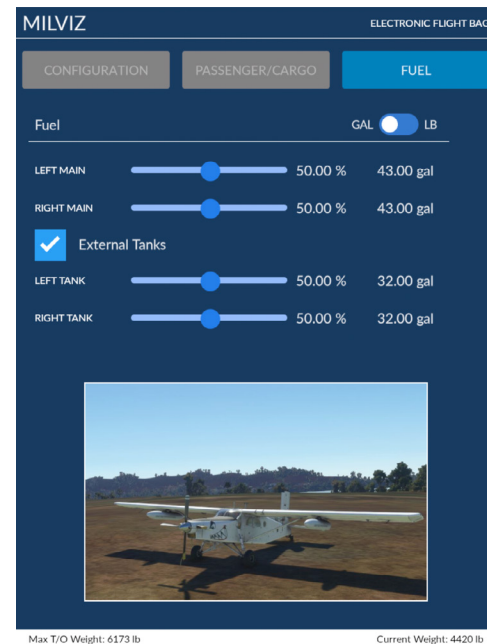 MILVIZ ELECTRONIC FLIGHT BAG
CONFIGURATION PASSENGER/CARGO FUEL
Fuel GAL LB
LEFT MAIN 50.00 % 43.00 gal
RIGHT MAIN 50.00 % 43.00 gal
External Tanks
LEFT TANK 50.00 % 32.00 gal
RIGHT TANK 50.00 % 32.00 gal
Max T/O Weight: 6173 lb Current Weight: 4420 lb